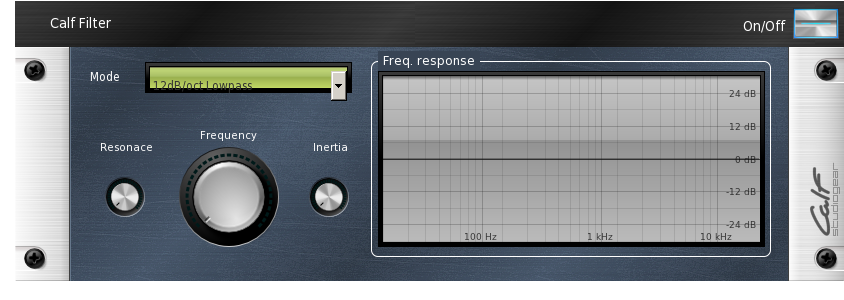 Calf Filter
On/Off
Mode
12dB/oct Lowpass
Freq. response
24 dB
12 dB
0 dB
-12 dB
-24 dB
100 Hz
1 kHz
10 kHz
Resonace
Frequency
Inertia
Calf
studiogear